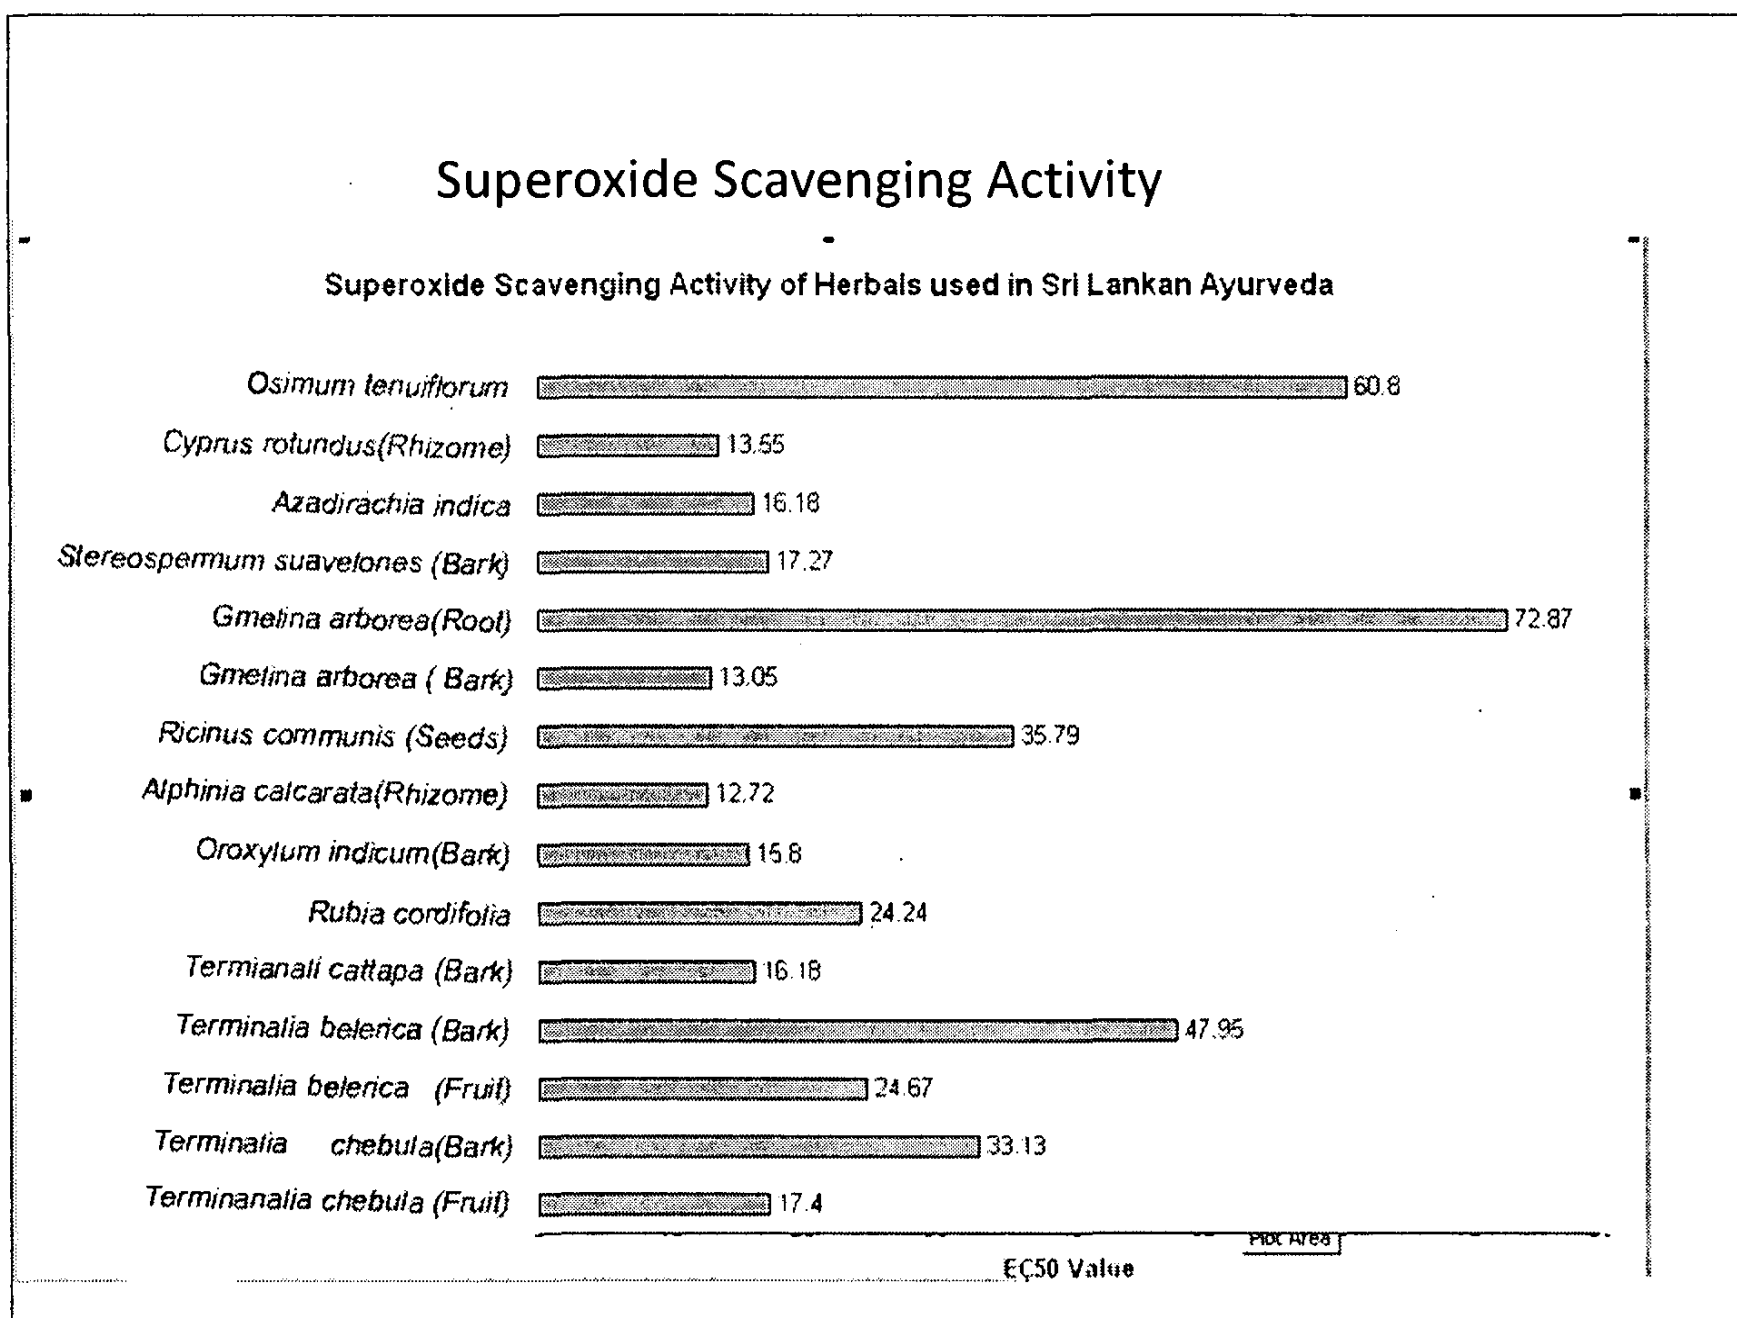 Superoxide Scavenging Activity
Superoxide Scavenging Activity of Herbals used in Sri Lankan Ayurveda
Osimum tenuiflorum 60.8
Cyprus rotundus(Rhizome) 13.55
Azadirachia indica 16.18
Stereospermum suavelones (Bark) 17.27
Gmelina arborea(Root) 72.87
Gmelina arborea ( Bark) 13.05
Ricinus communis (Seeds) 35.79
Alphinia calcarata(Rhizome) 12.72
Oroxylum indicum(Bark) 15.8
Rubia cordifolia 24.24
Termianali cattapa (Bark) 16.18
Terminalia belerica (Bark) 47.95
Terminalia belerica (Fruit) 24.67
Terminalia chebula(Bark) 33.13
Terminanalia chebula (Fruit) 17.4
Plot Area
EC50 Value